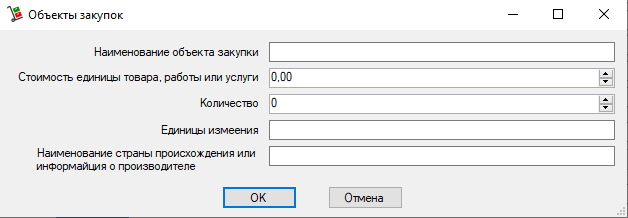 Объекты закупок
Наименование объекта закупки
Стоимость единицы товара, работы или услуги
0,00
Количество
0
Единицы измеения
Наименование страны происхождения или
информайция о производителе
OK
Отмена